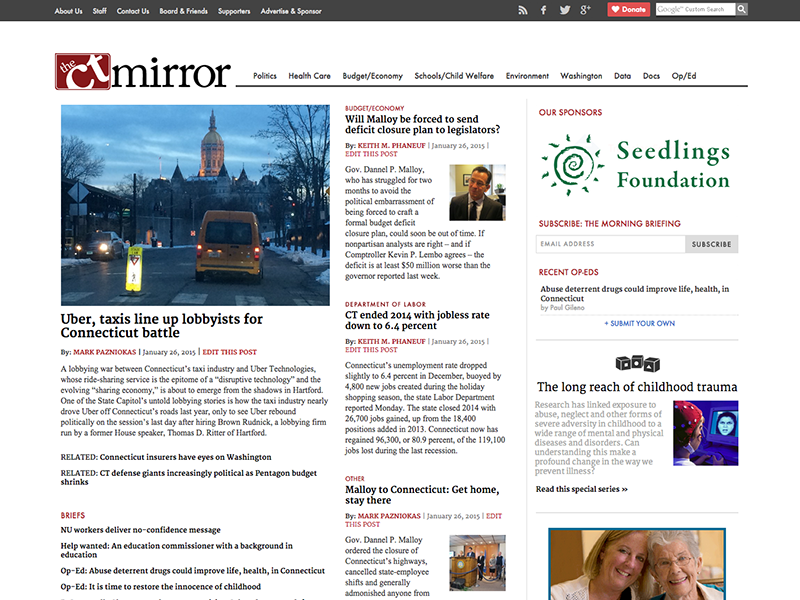 About Us Staff Contact Us Board & Friends Supporters Advertise & Sponsor
Donate
Google™ Custom Search
the ct mirror
Politics Health Care Budget/Economy Schools/Child Welfare Environment Washington Data Docs Op/Ed
Uber, taxis line up lobbyists for
Connecticut battle
By: MARK PAZNIOKAS | January 26, 2015 | EDIT THIS POST
A lobbying war between Connecticut's taxi industry and Uber Technologies,
whose ride-sharing service is the epitome of a "disruptive technology" and the
evolving "sharing economy," is about to emerge from the shadows in Hartford.
One of the State Capitol's untold lobbying stories is how the taxi industry nearly
drove Uber off Connecticut's roads last year, only to see Uber rebound
politically on the session's last day after hiring Brown Rudnick, a lobbying firm
run by a former House speaker, Thomas D. Ritter of Hartford.
RELATED: Connecticut insurers have eyes on Washington
RELATED: CT defense giants increasingly political as Pentagon budget
shrinks
BRIEFS
NU workers deliver no-confidence message
Help wanted: An education commissioner with a background in
education
Op-Ed: Abuse deterrent drugs could improve life, health, in Connecticut
Op-Ed: It is time to restore the innocence of childhood
BUDGET/ECONOMY
Will Malloy be forced to send
deficit closure plan to legislators?
By: KEITH M. PHANEUF | January 26, 2015 |
EDIT THIS POST
Gov. Dannel P. Malloy,
who has struggled for two
months to avoid the
political embarrassment of
being forced to craft a
formal budget deficit
closure plan, could soon be out of time. If
nonpartisan analysts are right – and if
Comptroller Kevin P. Lembo agrees – the
deficit is at least $50 million worse than the
governor reported last week.
DEPARTMENT OF LABOR
CT ended 2014 with jobless rate
down to 6.4 percent
By: KEITH M. PHANEUF | January 26, 2015 |
EDIT THIS POST
Connecticut's unemployment rate dropped
slightly to 6.4 percent in December, buoyed by
4,800 new jobs created during the holiday
shopping season, the state Labor Department
reported Monday. The state closed 2014 with
26,700 jobs gained, up from the 18,400
positions added in 2013. Connecticut now has
regained 96,300, or 80.9 percent, of the 119,100
jobs lost during the last recession.
OTHER
Malloy to Connecticut: Get home,
stay there
By: MARK PAZNIOKAS | January 26, 2015 | EDIT
THIS POST
Gov. Dannel P. Malloy
ordered the closure of
Connecticut's highways,
cancelled state-employee
shifts and generally
admonished anyone from
OUR SPONSORS
Seedlings
Foundation
SUBSCRIBE: THE MORNING BRIEFING
EMAIL ADDRESS SUBSCRIBE
RECENT OP-EDS
Abuse deterrent drugs could improve life, health, in
Connecticut
by Paul Gileno
+ SUBMIT YOUR OWN
The long reach of childhood trauma
Research has linked exposure to
abuse, neglect and other forms of
severe adversity in childhood to a
wide range of mental and physical
diseases and disorders. Can
understanding this make a
profound change in the way we
prevent illness?
Read this special series »